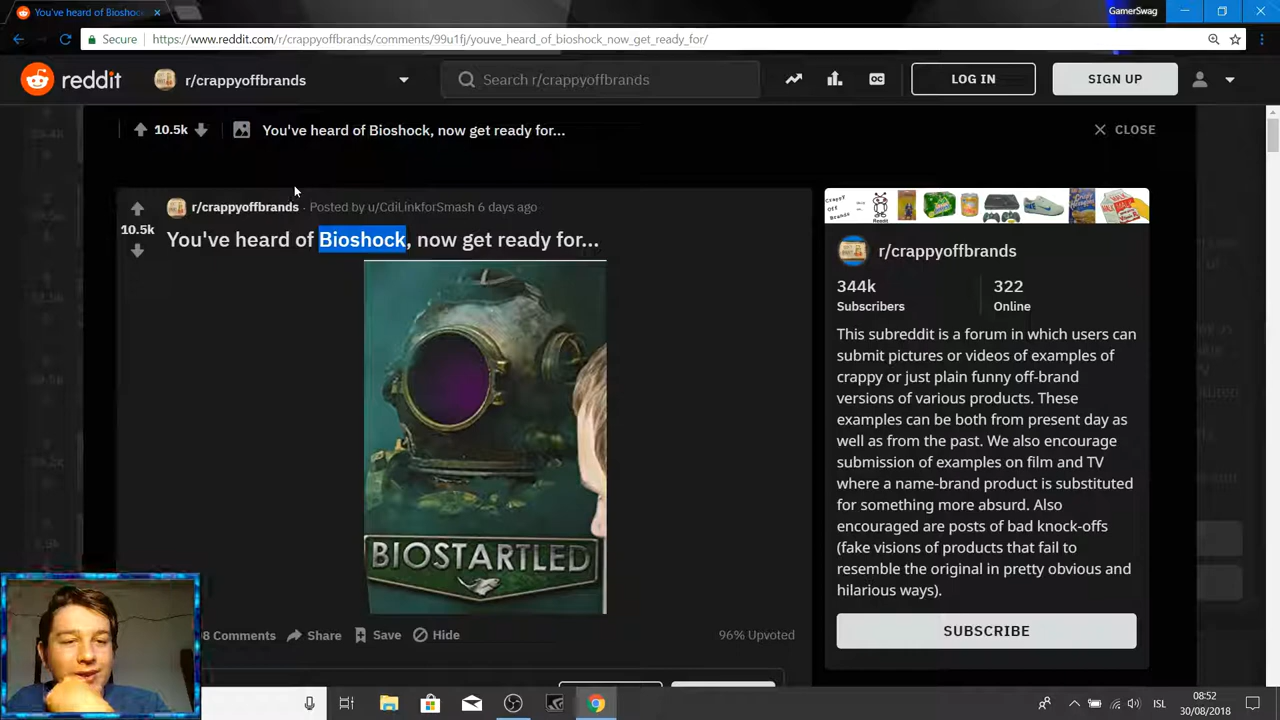 You've heard of Bioshock
GamerSwag
Secure https://www.reddit.com/r/crappyoffbrands/comments/99u1fj/youve_heard_of_bioshock_now_get_ready_for/
reddit r/crappyoffbrands Search r/crappyoffbrands OC LOG IN SIGN UP
10.5k You've heard of Bioshock, now get ready for... CLOSE
r/crappyoffbrands · Posted by u/diLinkforSmash 6 days ago
10.5k
You've heard of Bioshock, now get ready for...
BIOSTARTLED
8 Comments Share Save Hide 96% Upvoted
r/crappyoffbrands
344k 322
Subscribers Online
This subreddit is a forum in which users can
submit pictures or videos of examples of
crappy or just plain funny off-brand
versions of various products. These
examples can be both from present day as
well as from the past. We also encourage
submission of examples on film and TV
where a name-brand product is substituted
for something more absurd. Also
encouraged are posts of bad knock-offs
(fake visions of products that fail to
resemble the original in pretty obvious and
hilarious ways).
SUBSCRIBE
ISL
08:52
30/08/2018